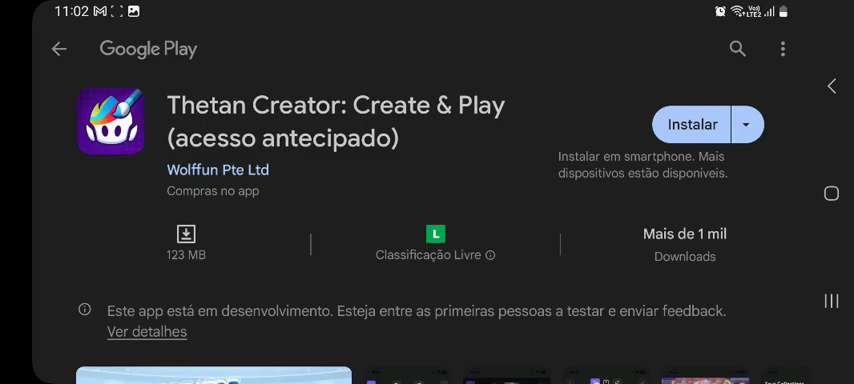 11:02
Vo))
LTE2
Google Play
Thetan Creator: Create & Play
(acesso antecipado)
Wolffun Pte Ltd
Compras no app
Instalar
Instalar em smartphone. Mais
dispositivos estão disponíveis.
123 MB
L
Classificação Livre
Mais de 1 mil
Downloads
Este app está em desenvolvimento. Esteja entre as primeiras pessoas a testar e enviar feedback.
Ver detalhes